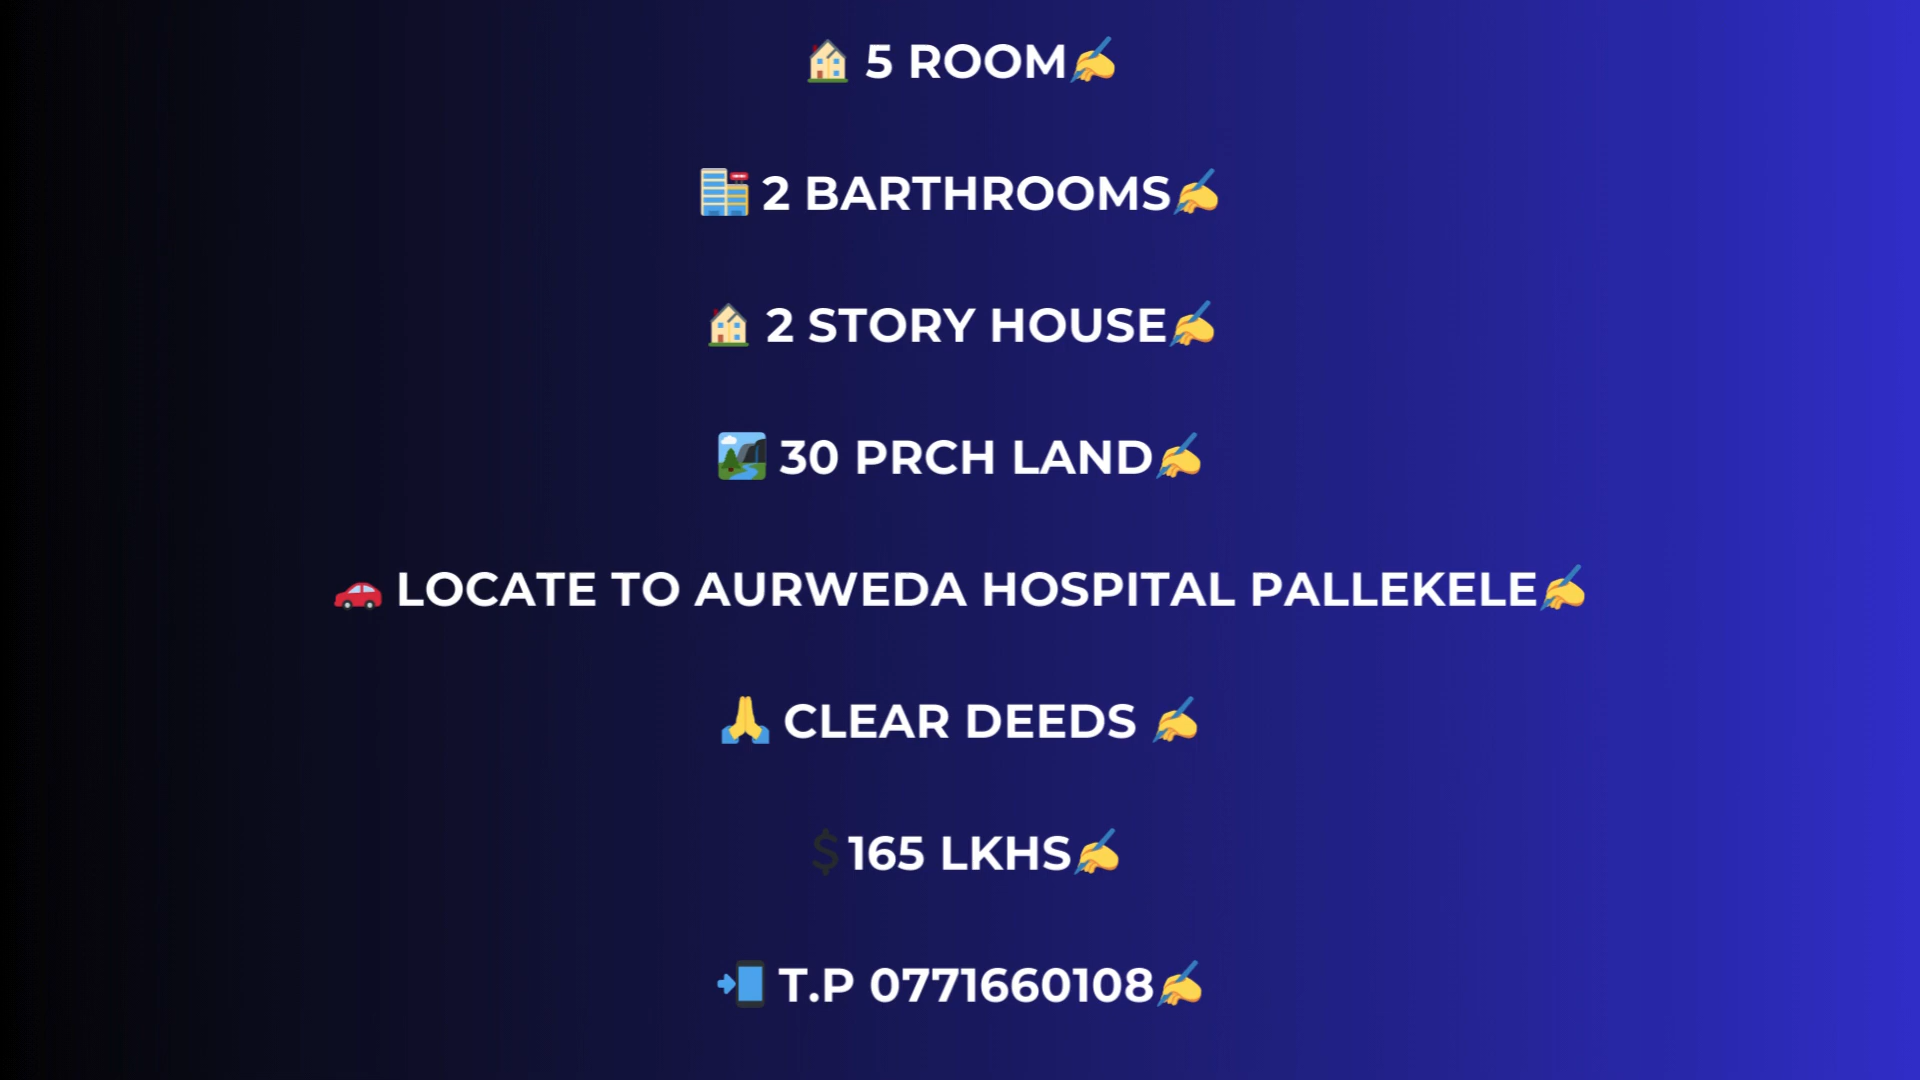 🏠 5 ROOM✍️
🏢 2 BARTHROOMS✍️
🏠 2 STORY HOUSE✍️
🏞️ 30 PRCH LAND✍️
🚗 LOCATE TO AURWEDA HOSPITAL PALLEKELE✍️
🙏 CLEAR DEEDS ✍️
💲165 LKHS✍️
📲 T.P 0771660108✍️